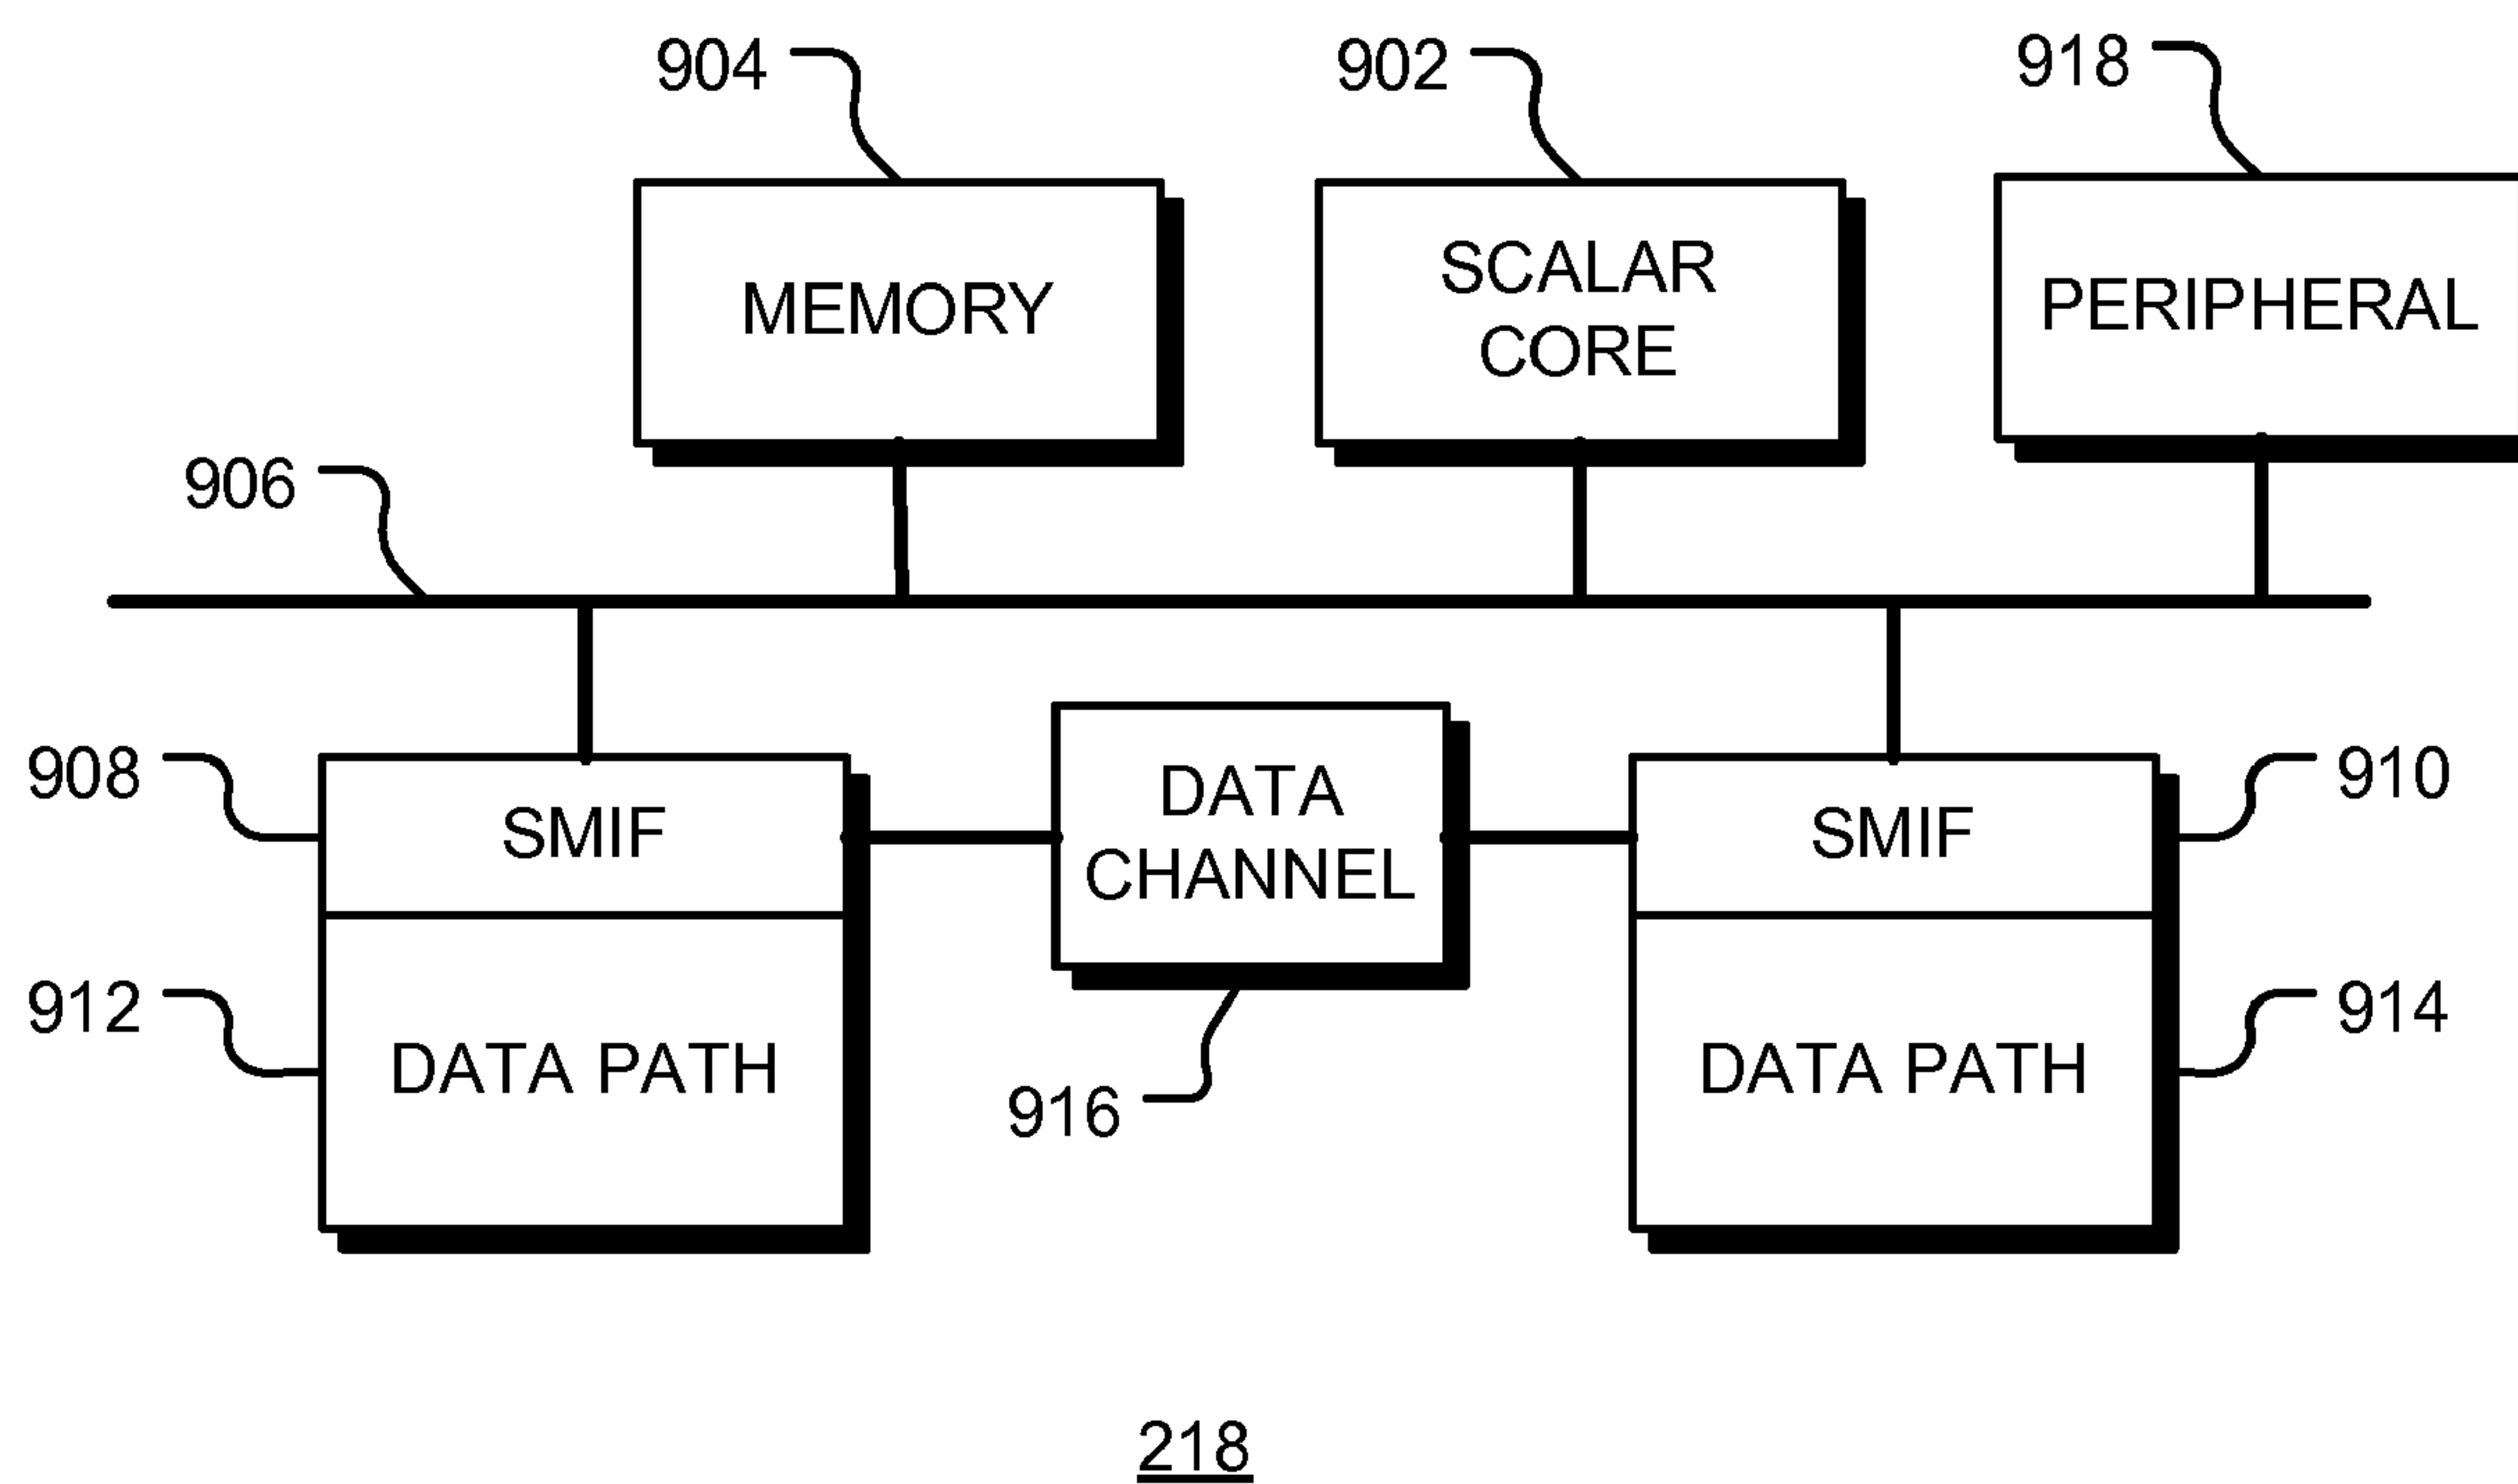 904
902
918
MEMORY
SCALAR
CORE
PERIPHERAL
906
908
SMIF
DATA
CHANNEL
SMIF
910
912
DATA PATH
916
DATA PATH
914
218